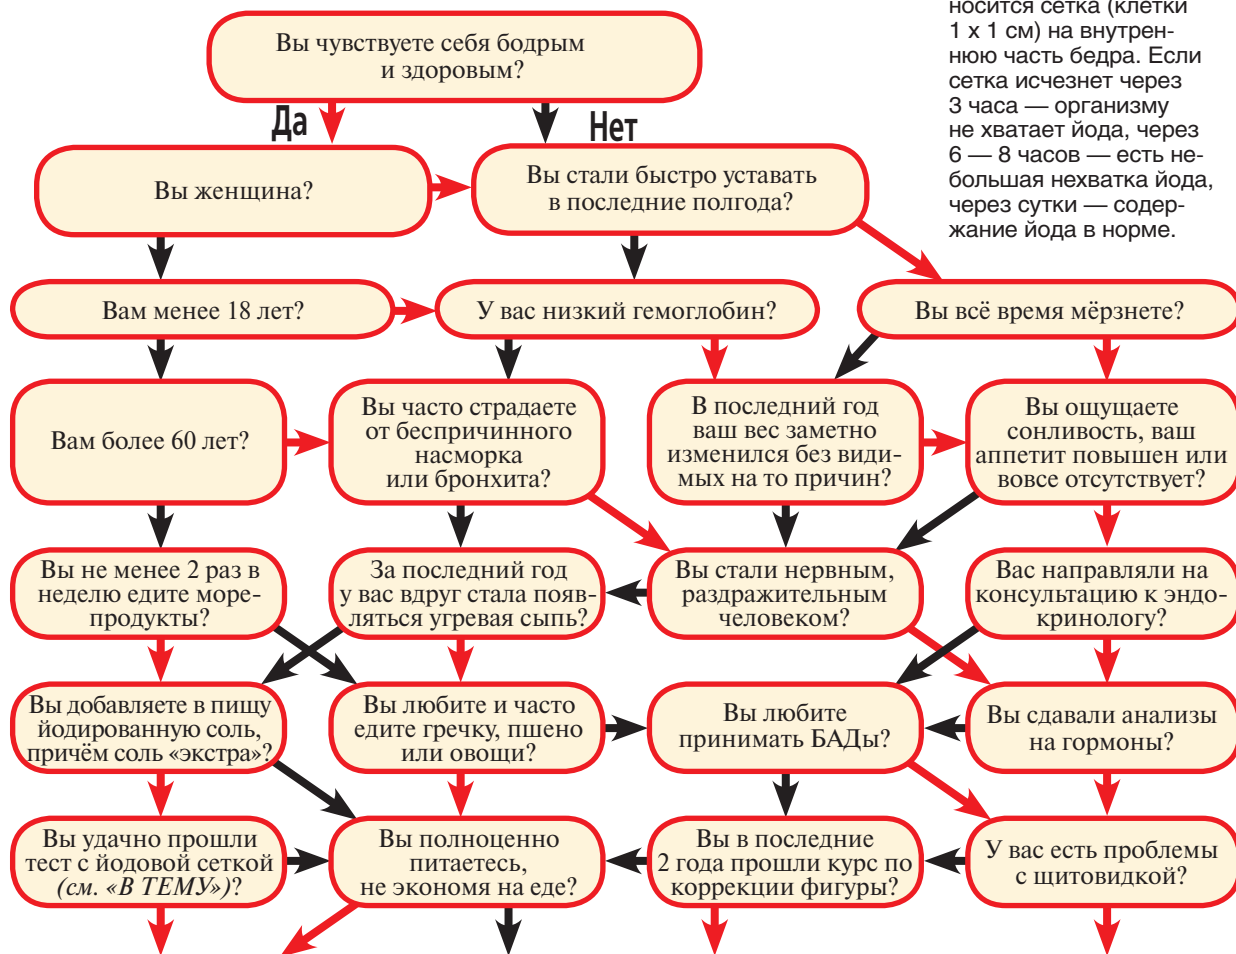 Вы чувствуете себя бодрым
и здоровым?
Да
Нет
Вы женщина?
Вы стали быстро уставать
в последние полгода?
носится сетка (клетки
1 х 1 см) на внутрен-
нюю часть бедра. Если
сетка исчезнет через
3 часа — организму
не хватает йода, через
6 — 8 часов — есть не-
большая нехватка йода,
через сутки — содер-
жание йода в норме.
Вам менее 18 лет?
У вас низкий гемоглобин?
Вы всё время мёрзнете?
Вам более 60 лет?
Вы часто страдаете
от беспричинного
насморка
или бронхита?
В последний год
ваш вес заметно
изменился без види-
мых на то причин?
Вы ощущаете
сонливость, ваш
аппетит повышен или
вовсе отсутствует?
Вы не менее 2 раз в
неделю едите море-
продукты?
За последний год
у вас вдруг стала появ-
ляться угревая сыпь?
Вы стали нервным,
раздражительным
человеком?
Вас направляли на
консультацию к эндо-
кринологу?
Вы добавляете в пищу
йодированную соль,
причём соль «экстра»?
Вы любите и часто
едите гречку, пшено
или овощи?
Вы любите
принимать БАДы?
Вы сдавали анализы
на гормоны?
Вы удачно прошли
тест с йодовой сеткой
(см. «В ТЕМУ»)?
Вы полноценно
питаетесь,
не экономя на еде?
Вы в последние
2 года прошли курс по
коррекции фигуры?
У вас есть проблемы
с щитовидкой?